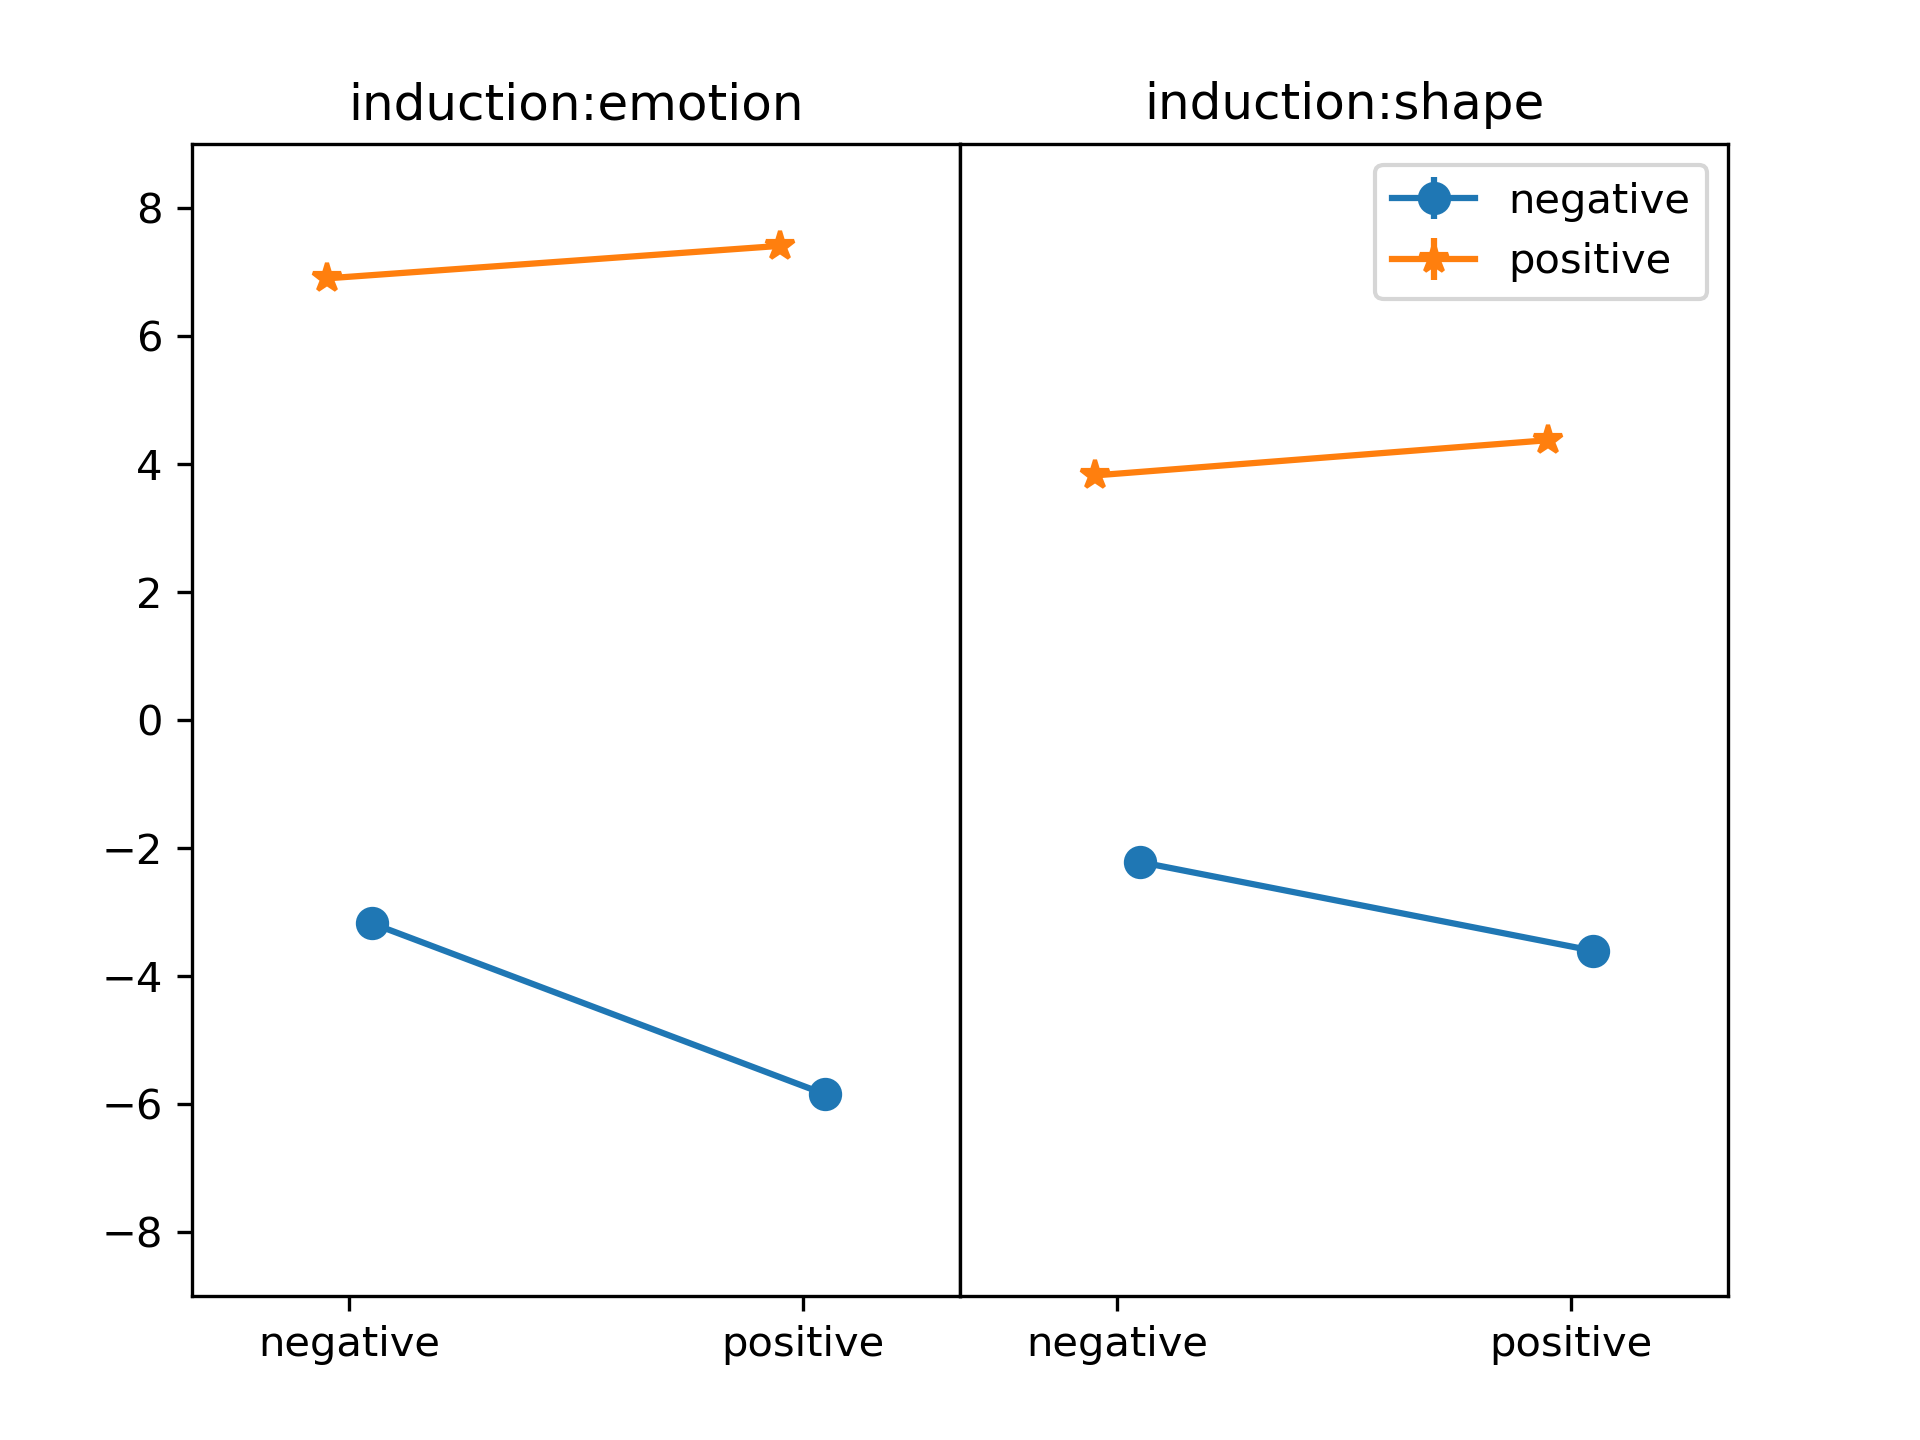 induction:emotion
induction:shape
negative
positive
8
6
4
2
0
−2
−4
−6
−8
negative
positive
negative
positive